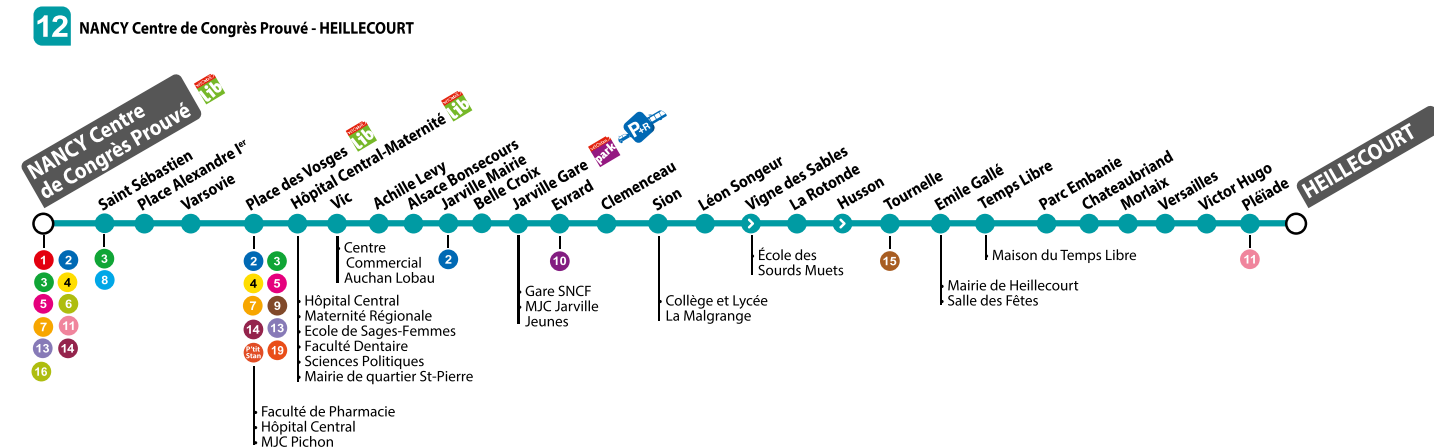 12 NANCY Centre de Congrès Prouvé - HEILLECOURT
NANCY Centre
de Congrès Prouvé
Lib
Saint Sébastien
Place Alexandre Ier
Varsovie
Place des Vosges
Lib
Hôpital Central-Maternité
Lib
Vic
Achille Levy
Alsace Bonsecours
Jarville Mairie
Belle Croix
Jarville Gare
park
P+R
Evrard
Clemenceau
Sion
Léon Songeur
Vigne des Sables
La Rotonde
Husson
Tournelle
Emile Gallé
Temps Libre
Parc Embanie
Chateaubriand
Morlaix
Versailles
Victor Hugo
Pléiade
HEILLECOURT
1 2
3 4
5 6
7 11
13 14
16
3
8
2 3
4 5
7 9
14 13
P'tit Stan 19
Faculté de Pharmacie
Hôpital Central
MJC Pichon
Hôpital Central
Maternité Régionale
Ecole de Sages-Femmes
Faculté Dentaire
Sciences Politiques
Mairie de quartier St-Pierre
Centre
Commercial
Auchan Lobau
2
Gare SNCF
MJC Jarville
Jeunes
10
Collège et Lycée
La Malgrange
École des
Sourds Muets
15
Mairie de Heillecourt
Salle des Fêtes
Maison du Temps Libre
11